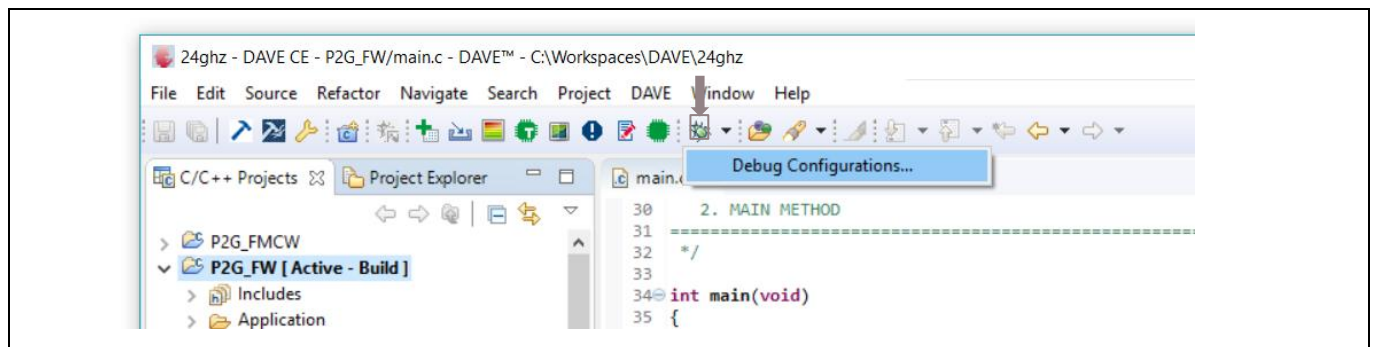 24ghz - DAVE CE - P2G_FW/main.c - DAVE™ - C:\Workspaces\DAVE\24ghz
File Edit Source Refactor Navigate Search Project DAVE Window Help
Debug Configurations...
C/C++ Projects Project Explorer
P2G_FMCW
P2G_FW [ Active - Build ]
Includes
Application
main.c
30 2. MAIN METHOD
31 ==========================================================
32 */
33
34 int main(void)
35 {